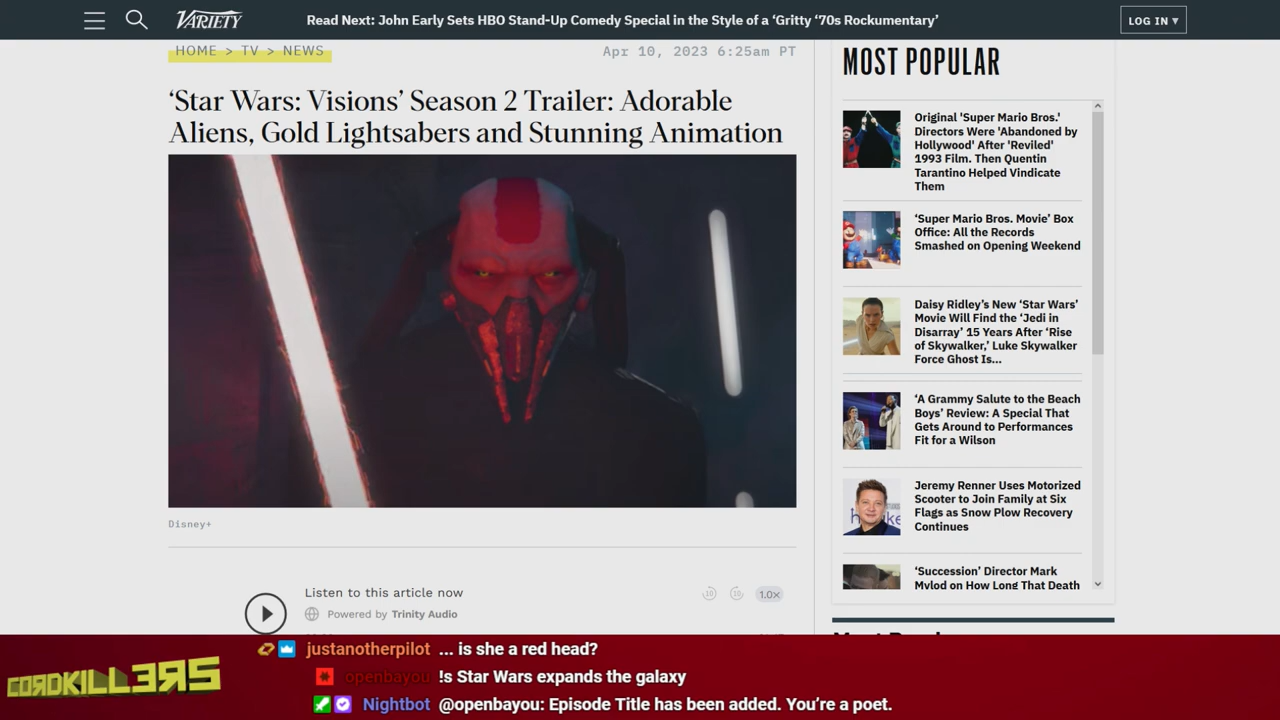 VARIETY
Read Next: John Early Sets HBO Stand-Up Comedy Special in the Style of a ‘Gritty ‘70s Rockumentary’
LOG IN ▾
HOME > TV > NEWS
Apr 10, 2023 6:25am PT
‘Star Wars: Visions’ Season 2 Trailer: Adorable
Aliens, Gold Lightsabers and Stunning Animation
Disney+
Listen to this article now
Powered by Trinity Audio
10
10
1.0×
MOST POPULAR
Original 'Super Mario Bros.'
Directors Were 'Abandoned by
Hollywood' After 'Reviled'
1993 Film. Then Quentin
Tarantino Helped Vindicate
Them
‘Super Mario Bros. Movie’ Box
Office: All the Records
Smashed on Opening Weekend
Daisy Ridley’s New ‘Star Wars’
Movie Will Find the ‘Jedi in
Disarray’ 15 Years After ‘Rise
of Skywalker,’ Luke Skywalker
Force Ghost Is...
‘A Grammy Salute to the Beach
Boys’ Review: A Special That
Gets Around to Performances
Fit for a Wilson
Jeremy Renner Uses Motorized
Scooter to Join Family at Six
Flags as Snow Plow Recovery
Continues
‘Succession’ Director Mark
Mylod on How Long That Death
CORDKILLERS
justanotherpilot ... is she a red head?
openbayou !s Star Wars expands the galaxy
Nightbot @openbayou: Episode Title has been added. You’re a poet.